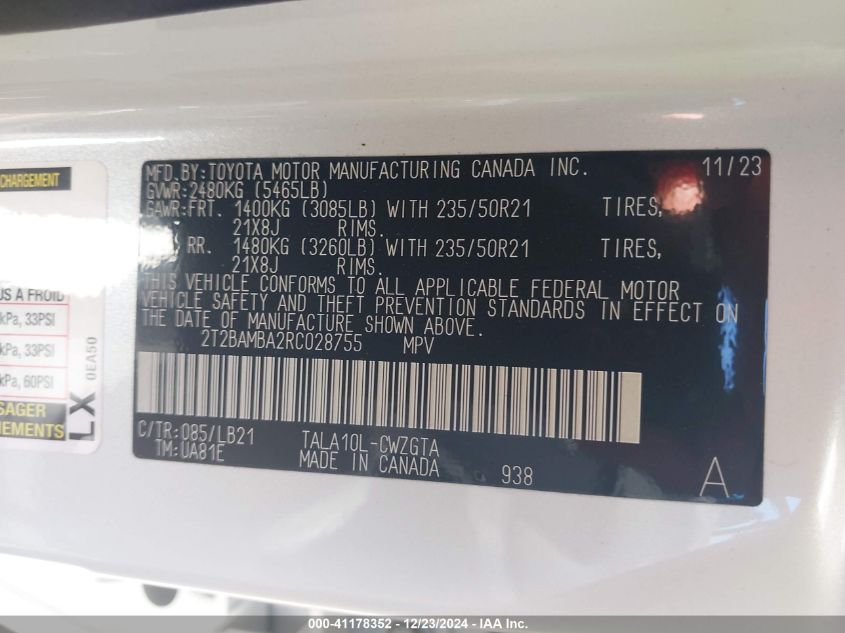 CHARGEMENT
US A FROID
kPa, 33PSI
kPa, 33PSI
kPa, 60PSI
SAGER
NEMENTS
LX
0EA50
MFD.BY:TOYOTA MOTOR MANUFACTURING CANADA INC. 11/23
GVWR:2480KG (5465LB)
GAWR:FRT. 1400KG (3085LB) WITH 235/50R21 TIRES,
21X8J RIMS.
RR. 1480KG (3260LB) WITH 235/50R21 TIRES,
21X8J RIMS.
THIS VEHICLE CONFORMS TO ALL APPLICABLE FEDERAL MOTOR
VEHICLE SAFETY AND THEFT PREVENTION STANDARDS IN EFFECT ON
THE DATE OF MANUFACTURE SHOWN ABOVE.
2T2BAMBA2RC028755 MPV
C/TR:085/LB21 TALA10L-CWZGTA
TM:UA81E MADE IN CANADA 938 A
000-41178352 - 12/23/2024 - IAA Inc.